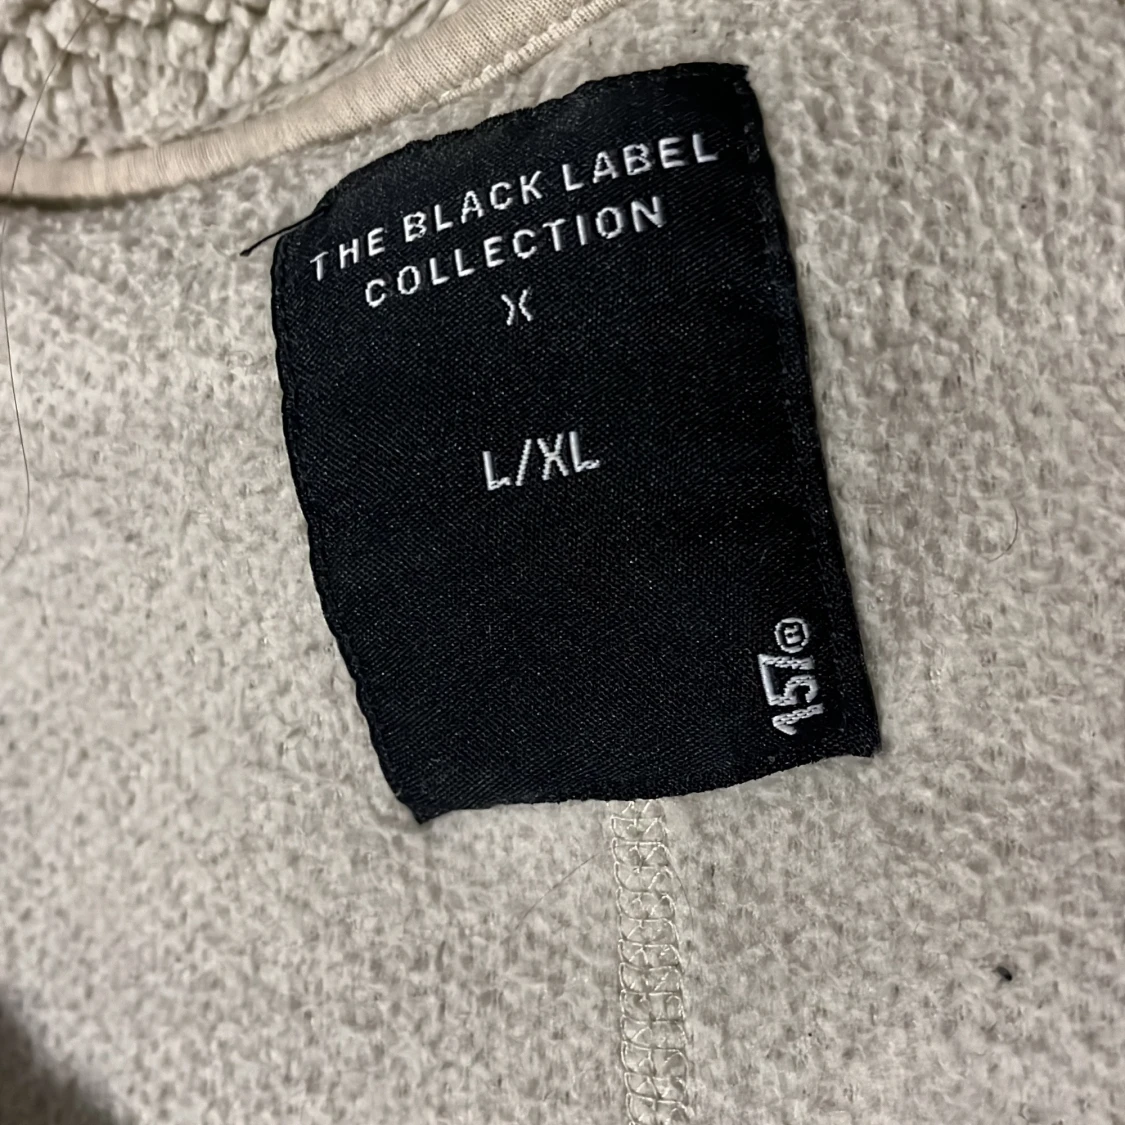 THE BLACK LABEL
COLLECTION
X
L/XL
157®